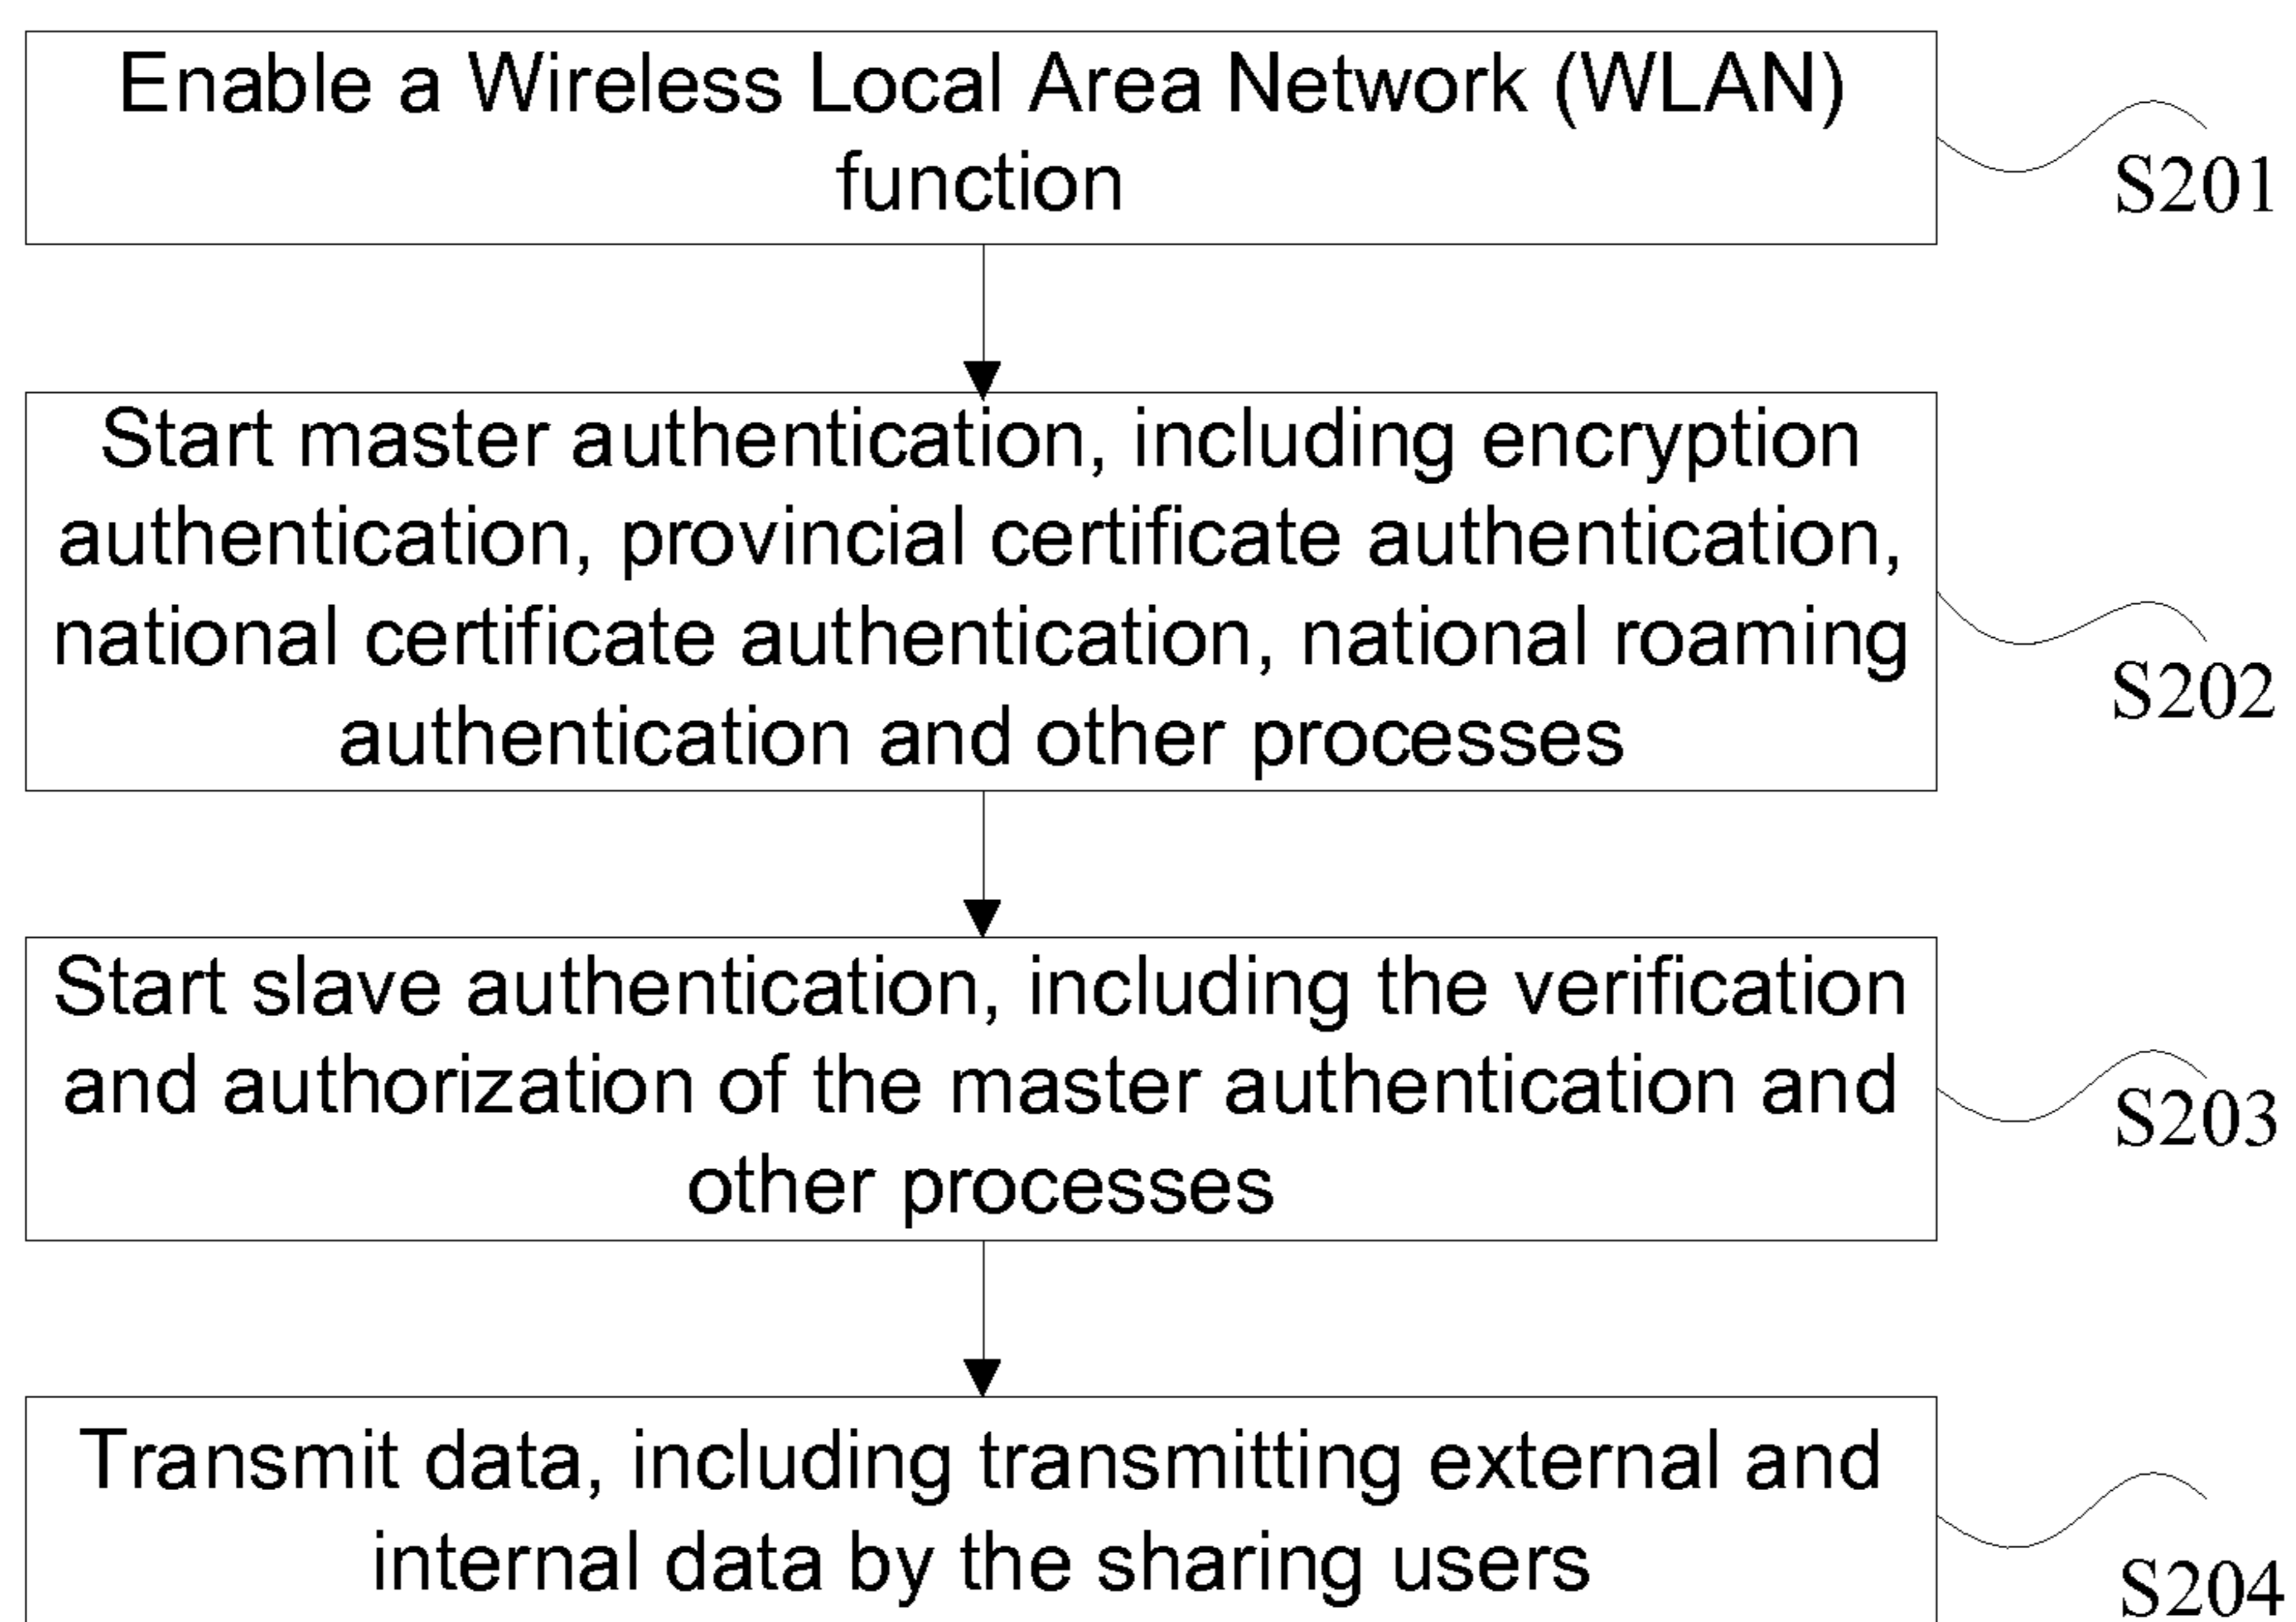 Enable a Wireless Local Area Network (WLAN)
function
S201
Start master authentication, including encryption
authentication, provincial certificate authentication,
national certificate authentication, national roaming
authentication and other processes
S202
Start slave authentication, including the verification
and authorization of the master authentication and
other processes
S203
Transmit data, including transmitting external and
internal data by the sharing users
S204